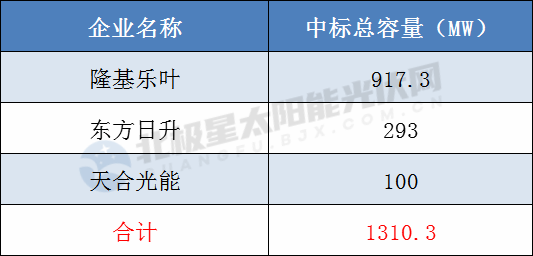 企业名称 中标总容量（MW）
隆基乐叶 917.3
东方日升 293
天合光能 100
合计 1310.3
北极星太阳能光伏网
GUANGFU.BJX.COM.CN